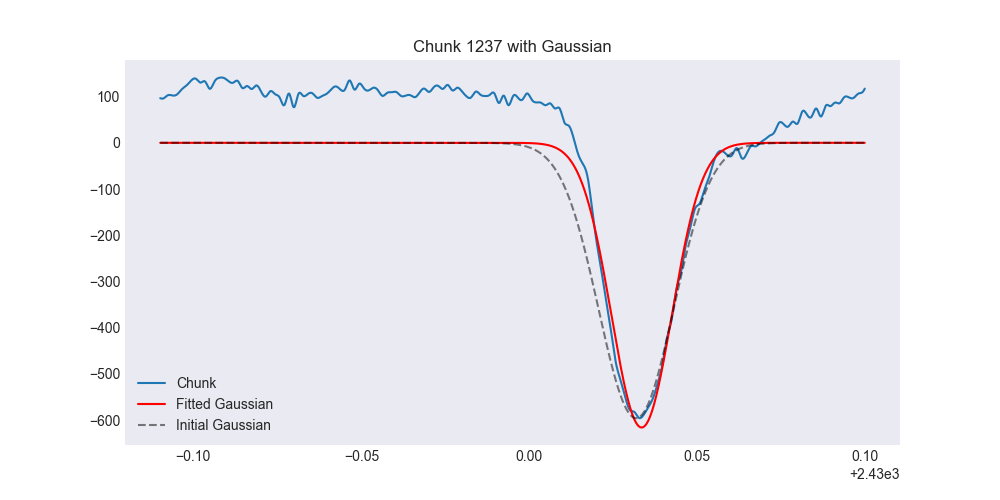 Chunk 1237 with Gaussian
100
0
−100
−200
−300
−400
−500
−600
Chunk
Fitted Gaussian
Initial Gaussian
−0.10 −0.05 0.00 0.05 0.10
+2.43e3